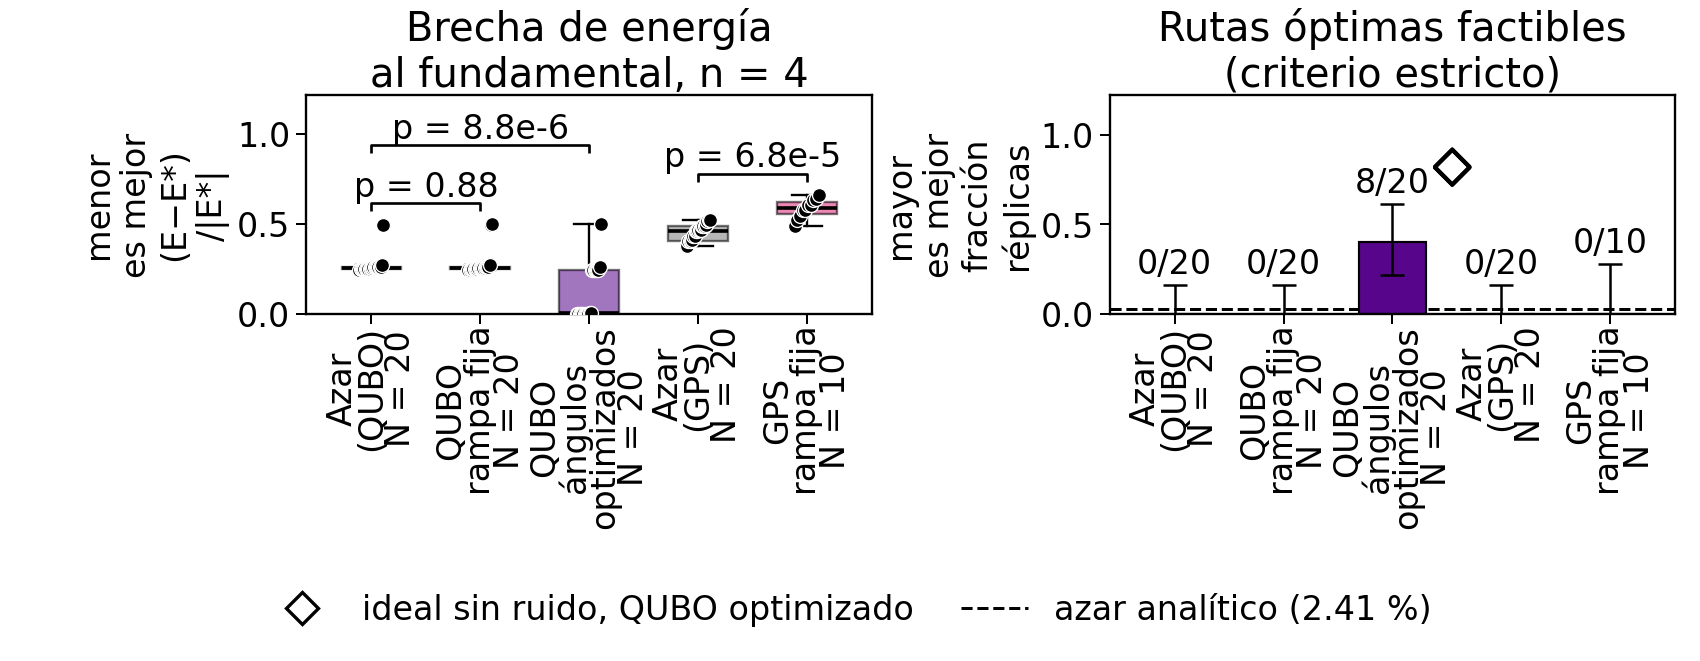 Brecha de energía
al fundamental, n = 4
menor
es mejor
(E−E*)
/|E*|
1.0
0.5
0.0
p = 8.8e-6
p = 0.88
p = 6.8e-5
Azar
(QUBO)
N = 20
QUBO
rampa fija
N = 20
QUBO
ángulos
optimizados
N = 20
Azar
(GPS)
N = 20
GPS
rampa fija
N = 10
Rutas óptimas factibles
(criterio estricto)
mayor
es mejor
fracción
réplicas
1.0
0.5
0.0
0/20
0/20
8/20
0/20
0/10
Azar
(QUBO)
N = 20
QUBO
rampa fija
N = 20
QUBO
ángulos
optimizados
N = 20
Azar
(GPS)
N = 20
GPS
rampa fija
N = 10
ideal sin ruido, QUBO optimizado
azar analítico (2.41 %)